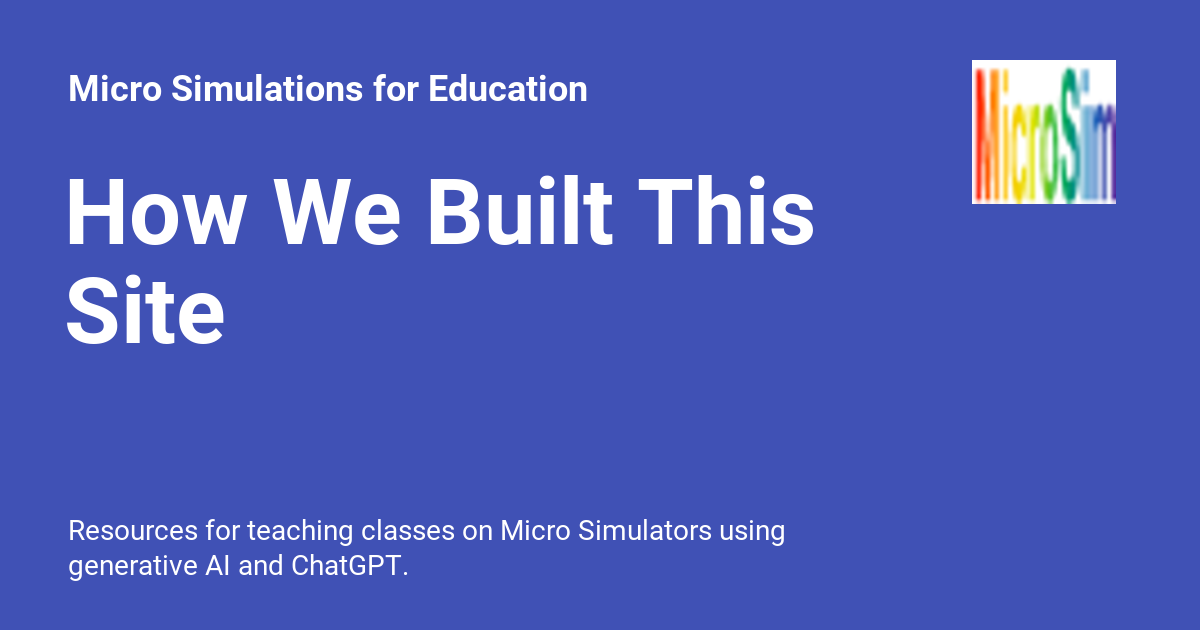 Micro Simulations for Education
MicroSim
How We Built This
Site
Resources for teaching classes on Micro Simulators using
generative AI and ChatGPT.